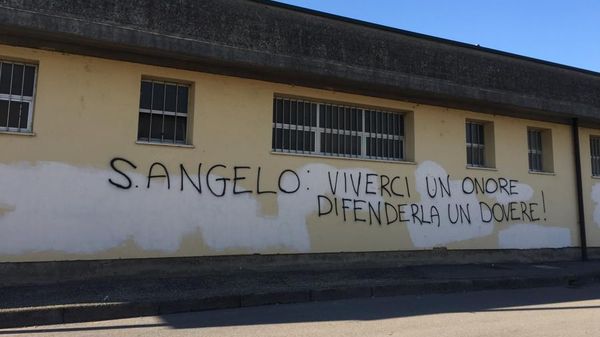 S.ANGELO: VIVERCI UN ONORE
DIFENDERLA UN DOVERE!